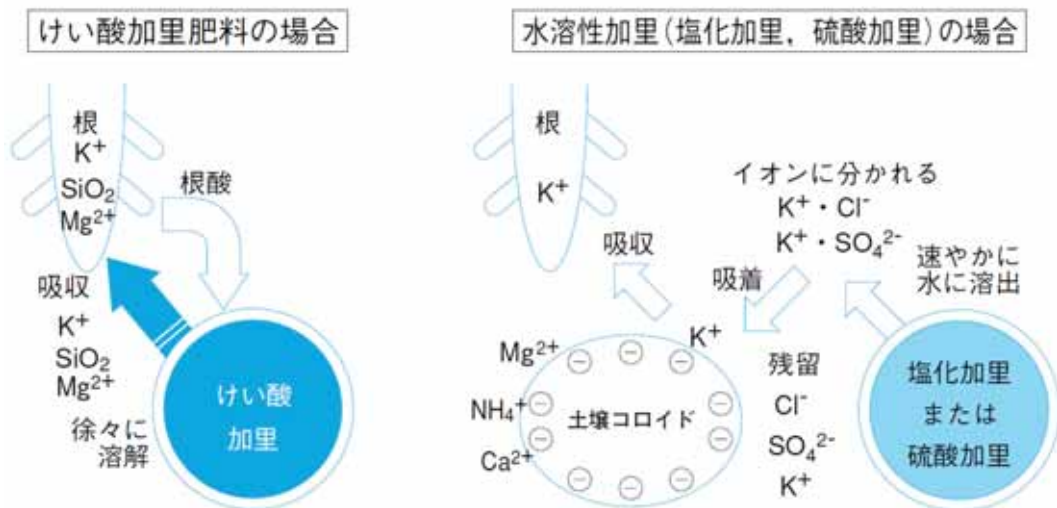 けい酸加里肥料の場合
根
K⁺
SiO₂
Mg²⁺
根酸
吸収
K⁺
SiO₂
Mg²⁺
徐々に
溶解
けい酸
加里
水溶性加里(塩化加里，硫酸加里)の場合
根
K⁺
イオンに分かれる
K⁺・Cl⁻
K⁺・SO₄²⁻
速やかに
水に溶出
吸収
吸着
K⁺
Mg²⁺
NH₄⁺
Ca²⁺
土壌コロイド
残留
Cl⁻
SO₄²⁻
K⁺
塩化加里
または
硫酸加里